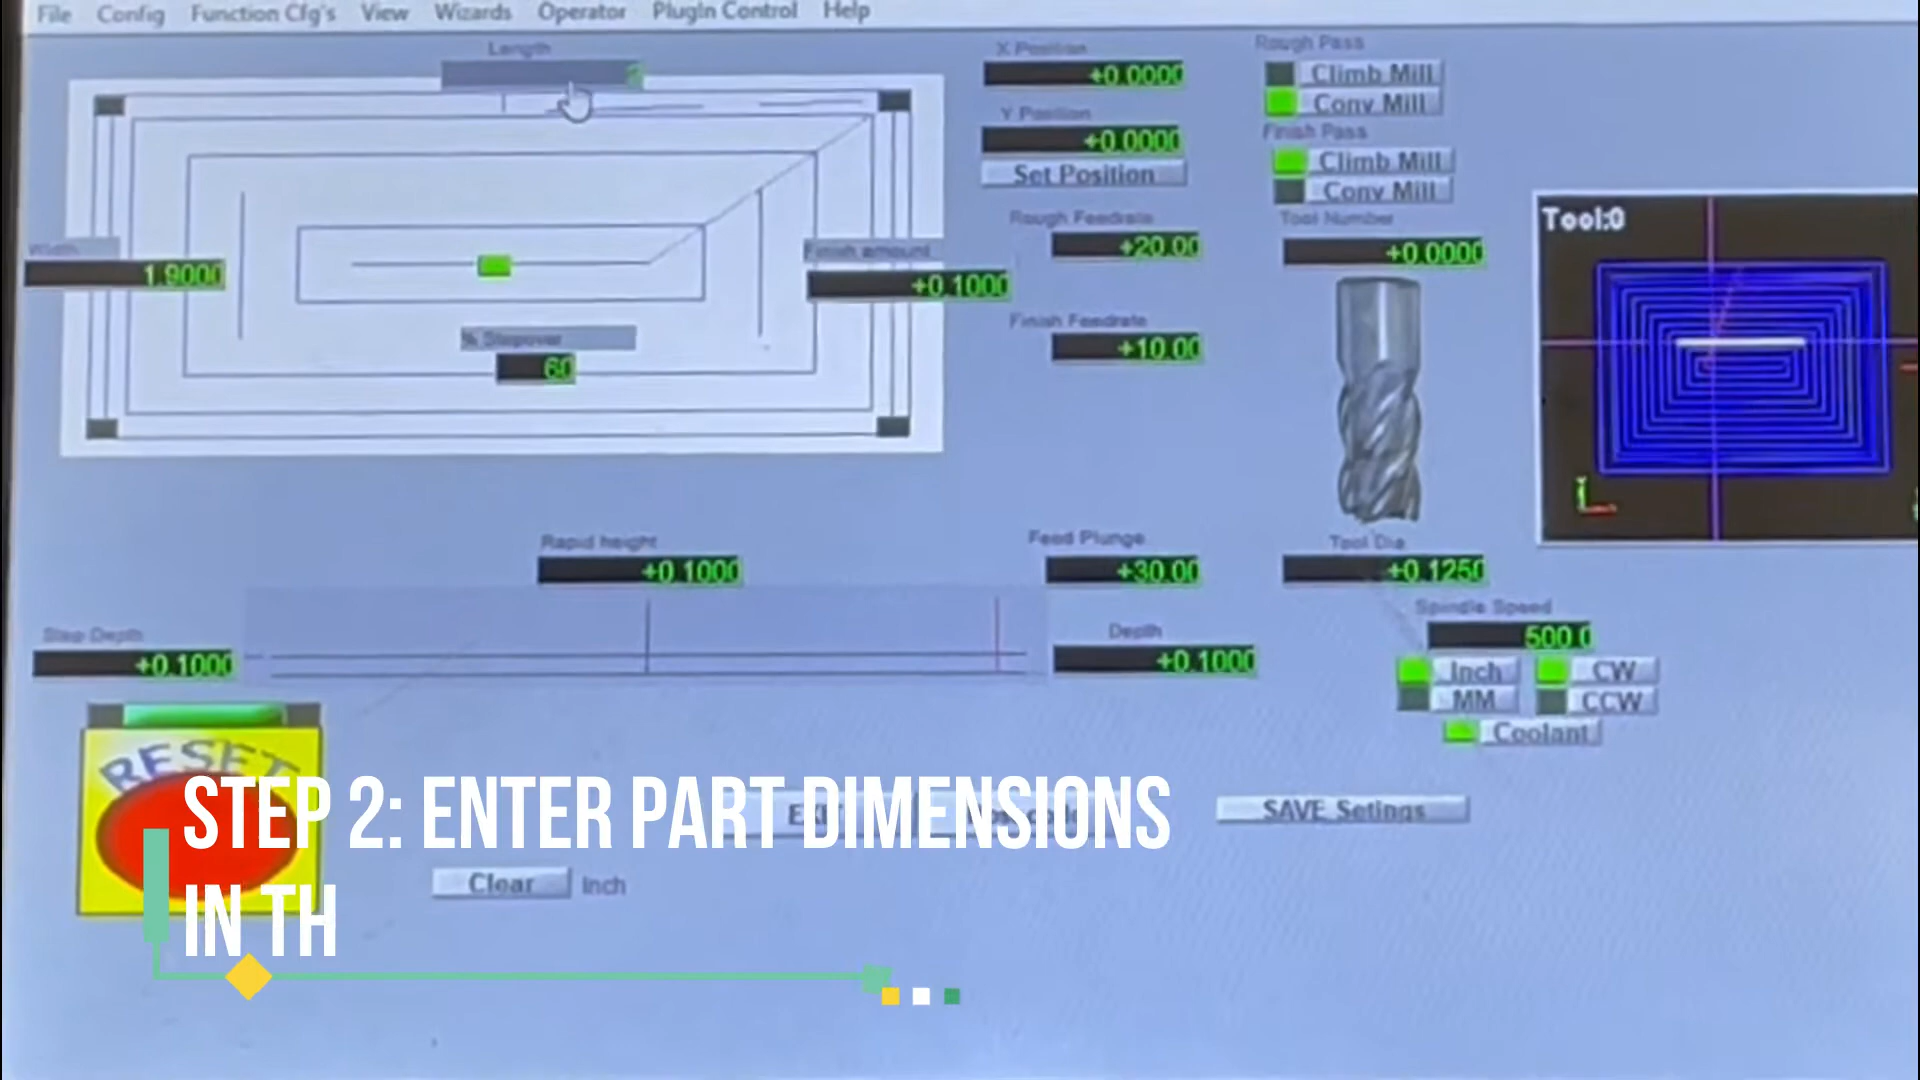 File Config Function Cfg's View Wizards Operator PlugIn Control Help
Length
X Position
+0.0000
Y Position
+0.0000
Set Position
Rough Pass
Climb Mill
Conv Mill
Finish Pass
Climb Mill
Conv Mill
Width
1.9000
Finish amount
+0.1000
% Stepover
60
Rough Feedrate
+20.00
Finish Feedrate
+10.00
Tool Number
+0.0000
Tool:0
Rapid height
+0.1000
Feed Plunge
+30.00
Tool Dia
+0.1250
Step Depth
+0.1000
Depth
+0.1000
Spindle Speed
500.0
Inch CW
MM CCW
Coolant
RESET
STEP 2: ENTER PART DIMENSIONS
IN TH
SAVE Setings
Clear Inch